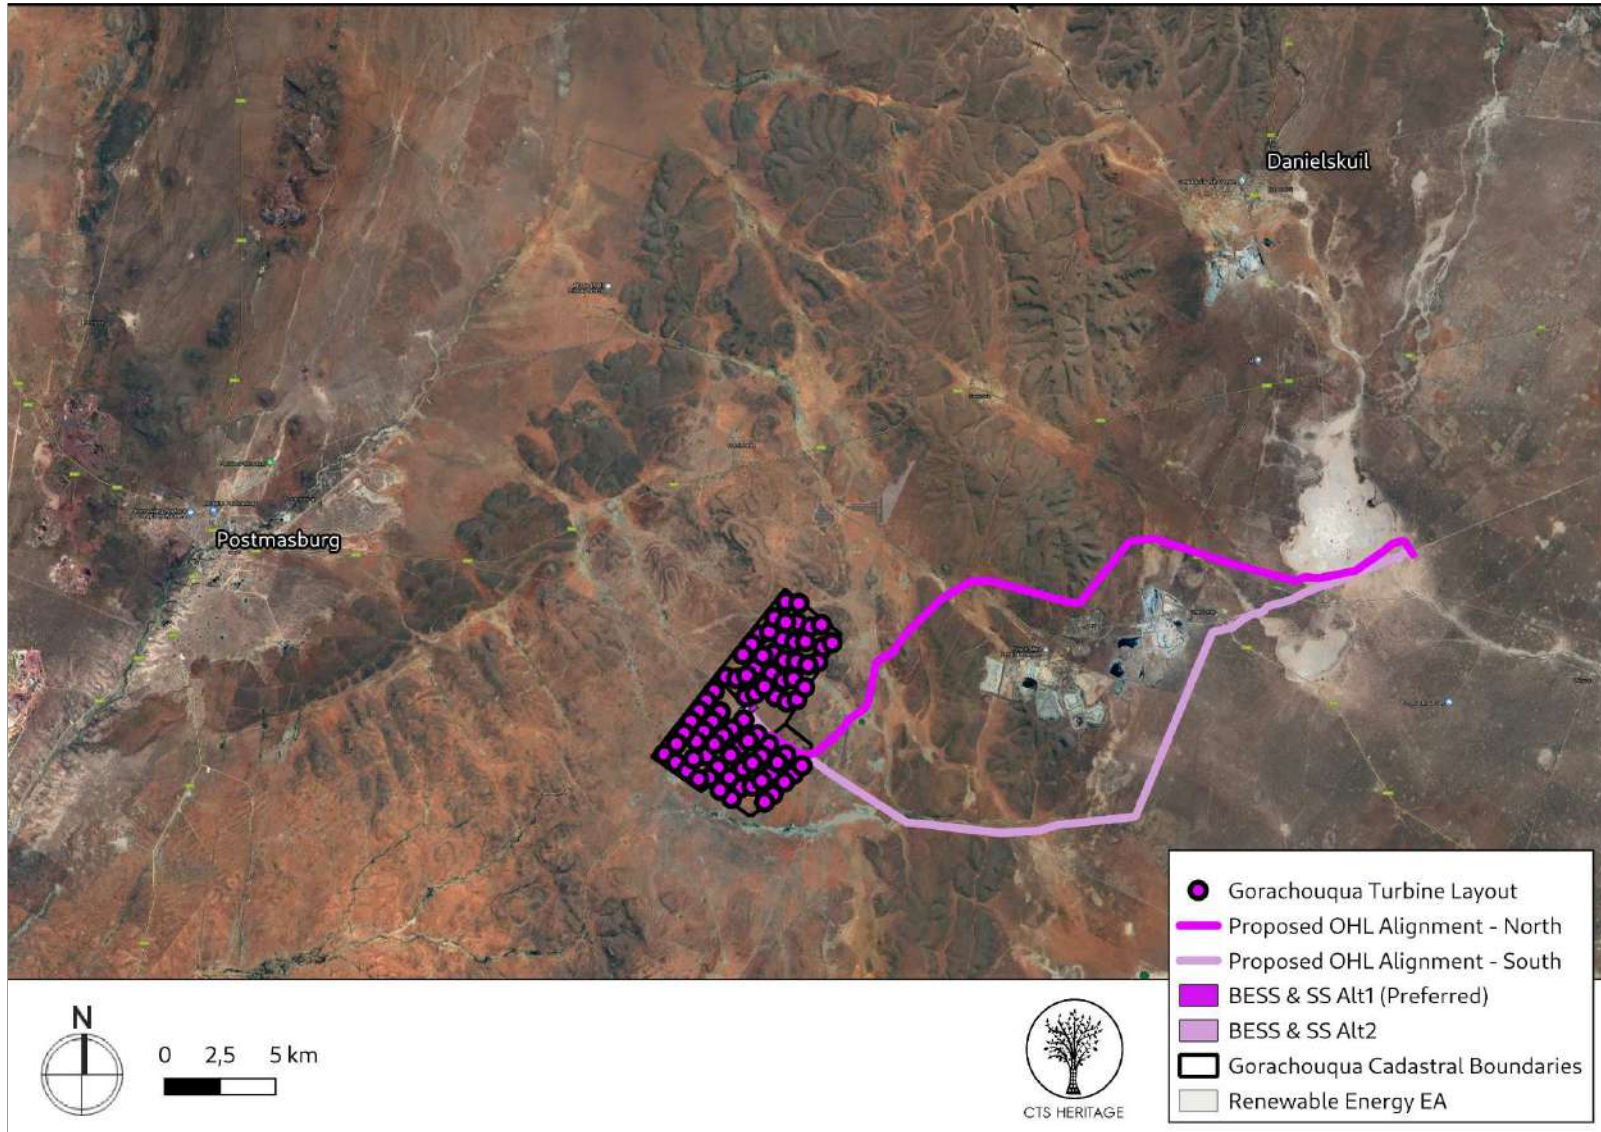 Danielskuil
Postmasburg
Gorachouqua Turbine Layout
Proposed OHL Alignment - North
Proposed OHL Alignment - South
BESS & SS Alt1 (Preferred)
BESS & SS Alt2
Gorachouqua Cadastral Boundaries
Renewable Energy EA
N
0 2,5 5 km
CTS HERITAGE